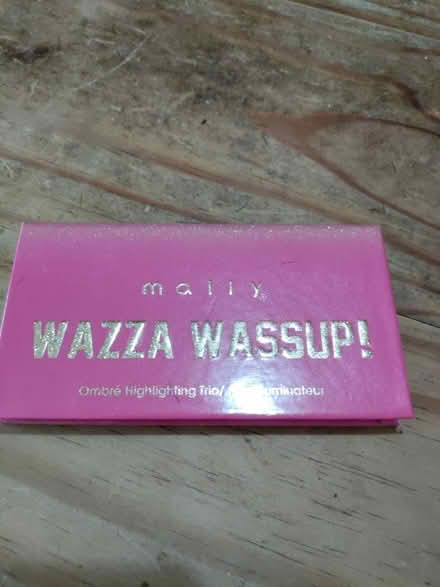 mally
WAZZA WASSUP!
Ombré Highlighting Trio/